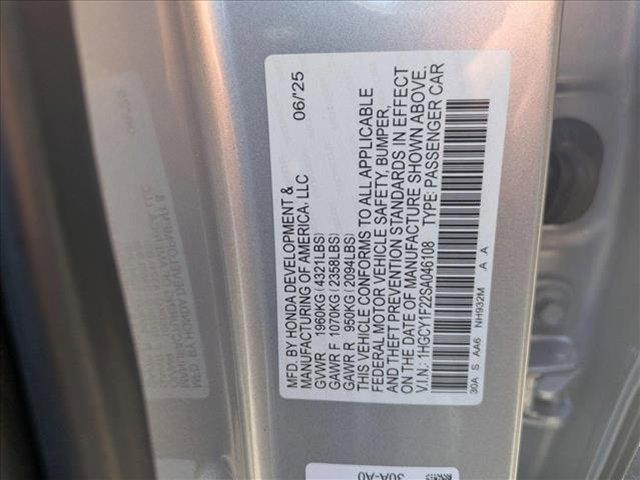 MFD. BY HONDA DEVELOPMENT &
MANUFACTURING OF AMERICA, LLC 06/'25
GVWR 1960KG (4321LBS)
GAWR F 1070KG (2358LBS)
GAWR R 950KG (2094LBS)
THIS VEHICLE CONFORMS TO ALL APPLICABLE
FEDERAL MOTOR VEHICLE SAFETY, BUMPER,
AND THEFT PREVENTION STANDARDS IN EFFECT
ON THE DATE OF MANUFACTURE SHOWN ABOVE.
V.I.N.: 1HGCY1F22SA046108 TYPE: PASSENGER CAR
30A S AA6 NH932M A A
30A-A0